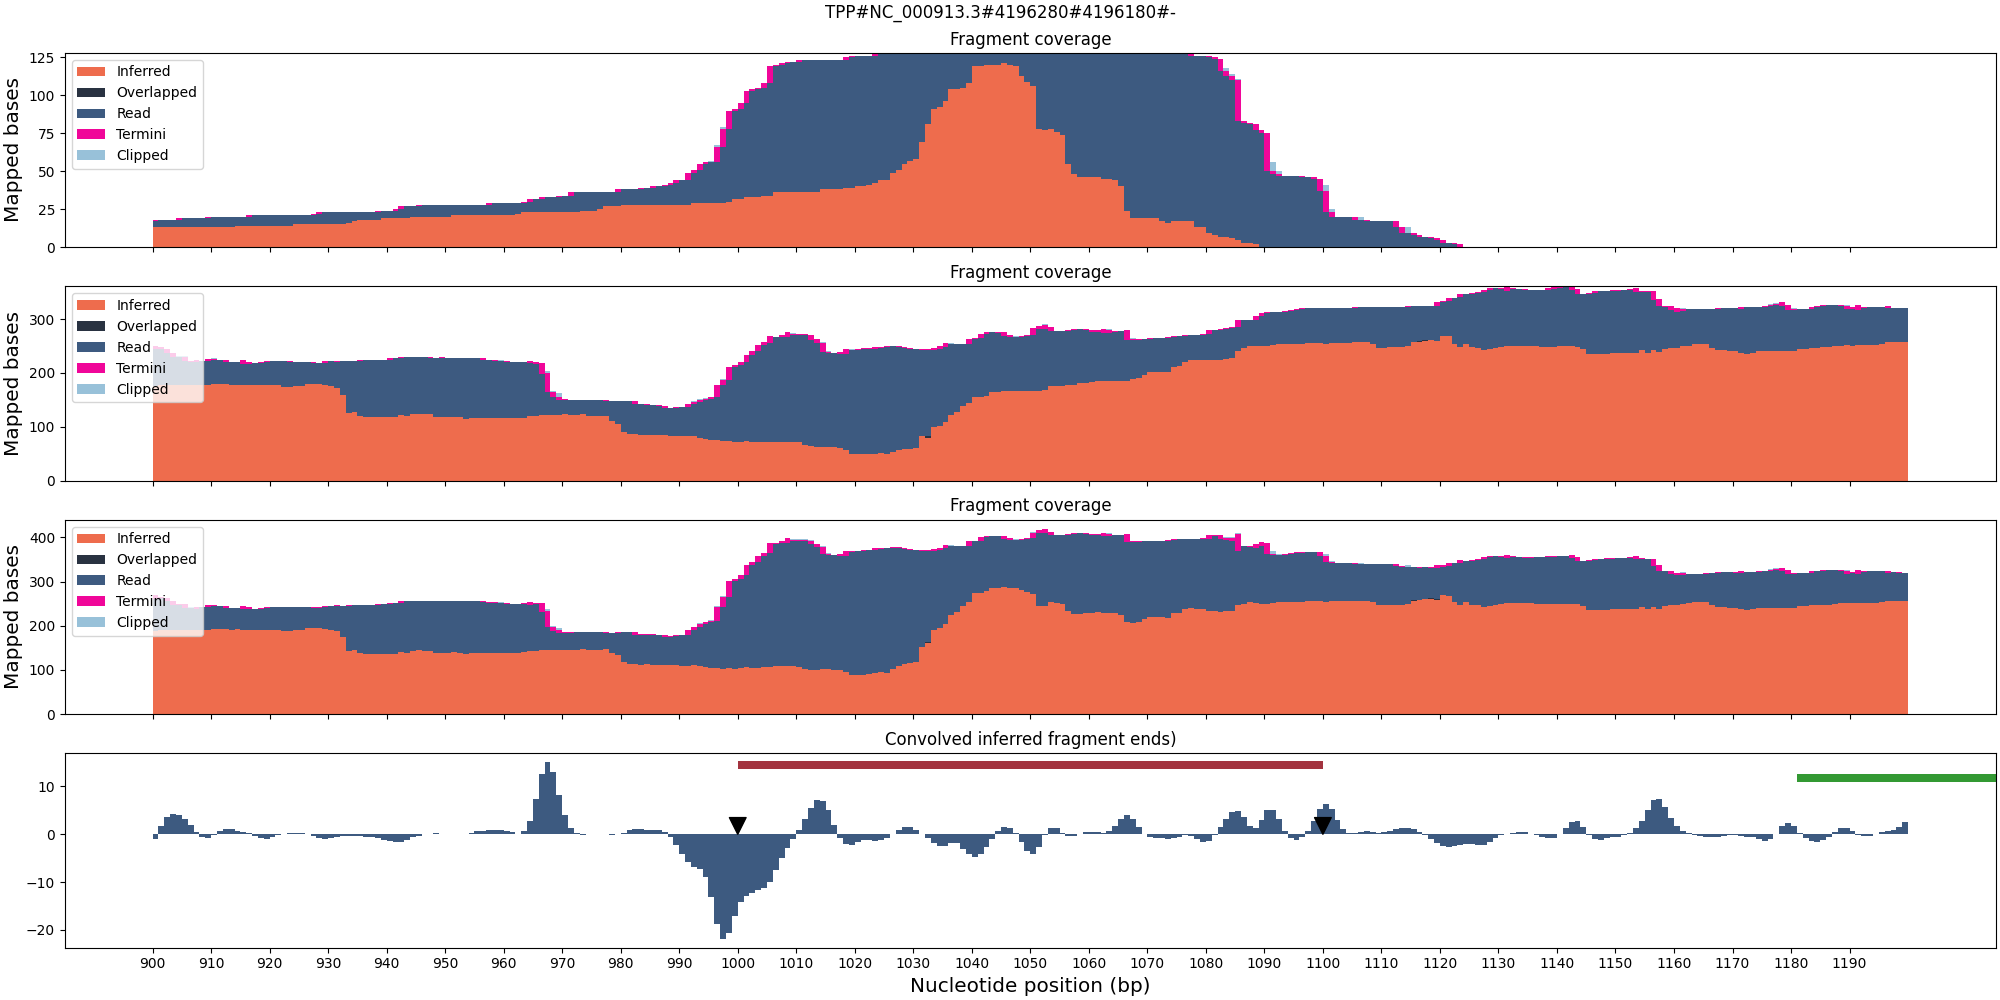 TPP#NC_000913.3#4196280#4196180#-
Fragment coverage
Mapped bases
125
100
75
50
25
0
Inferred
Overlapped
Read
Termini
Clipped
Fragment coverage
Mapped bases
300
200
100
0
Inferred
Overlapped
Read
Termini
Clipped
Fragment coverage
Mapped bases
400
300
200
100
0
Inferred
Overlapped
Read
Termini
Clipped
Convolved inferred fragment ends)
10
0
−10
−20
900 910 920 930 940 950 960 970 980 990 1000 1010 1020 1030 1040 1050 1060 1070 1080 1090 1100 1110 1120 1130 1140 1150 1160 1170 1180 1190
Nucleotide position (bp)